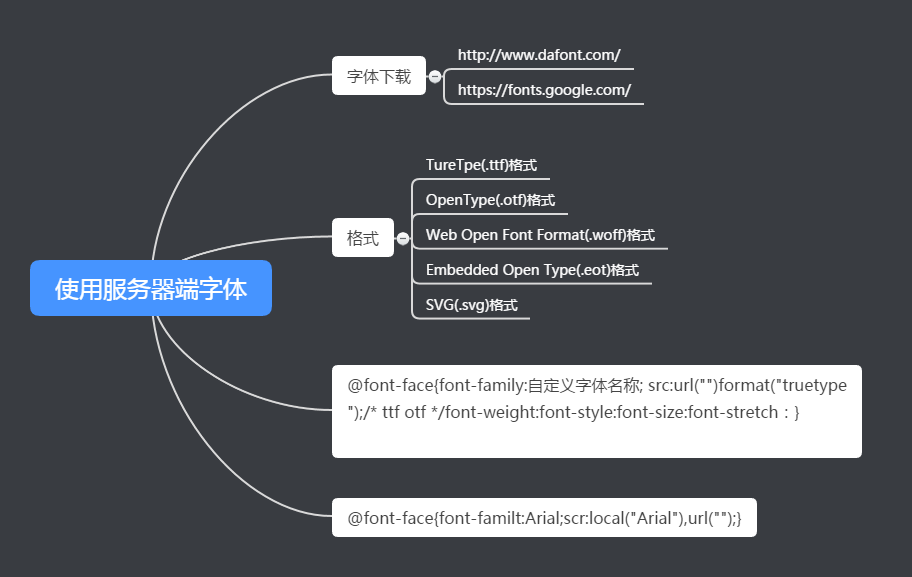 使用服务器端字体
字体下载
http://www.dafont.com/
https://fonts.google.com/
格式
TureTpe(.ttf)格式
OpenType(.otf)格式
Web Open Font Format(.woff)格式
Embedded Open Type(.eot)格式
SVG(.svg)格式
@font-face{font-family:自定义字体名称; src:url("")format("truetype
");/* ttf otf */font-weight:font-style:font-size:font-stretch：}
@font-face{font-familt:Arial;scr:local("Arial"),url("");}